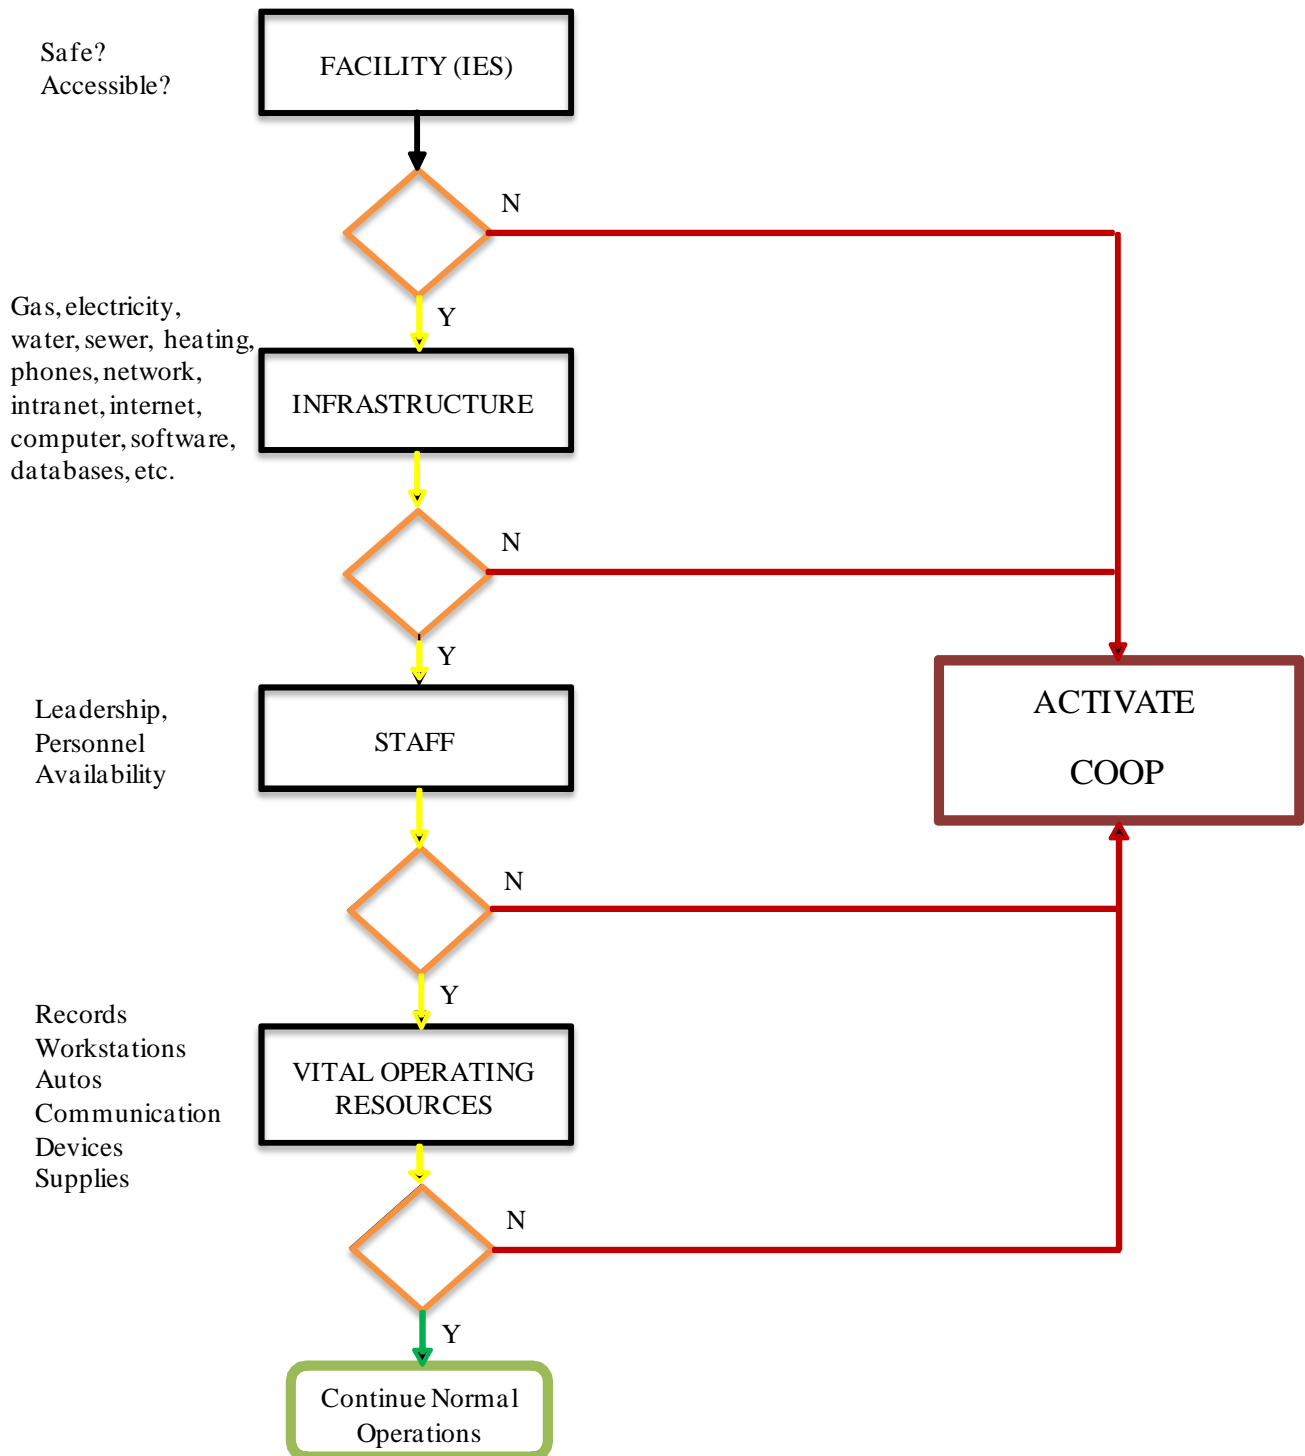 Safe?
Accessible?
FACILITY (IES)
N
Y
Gas, electricity,
water, sewer, heating,
phones, network,
intranet, internet,
computer, software,
databases, etc.
INFRASTRUCTURE
N
Y
Leadership,
Personnel
Availability
STAFF
ACTIVATE
COOP
N
Y
Records
Workstations
Autos
Communication
Devices
Supplies
VITAL OPERATING
RESOURCES
N
Y
Continue Normal
Operations